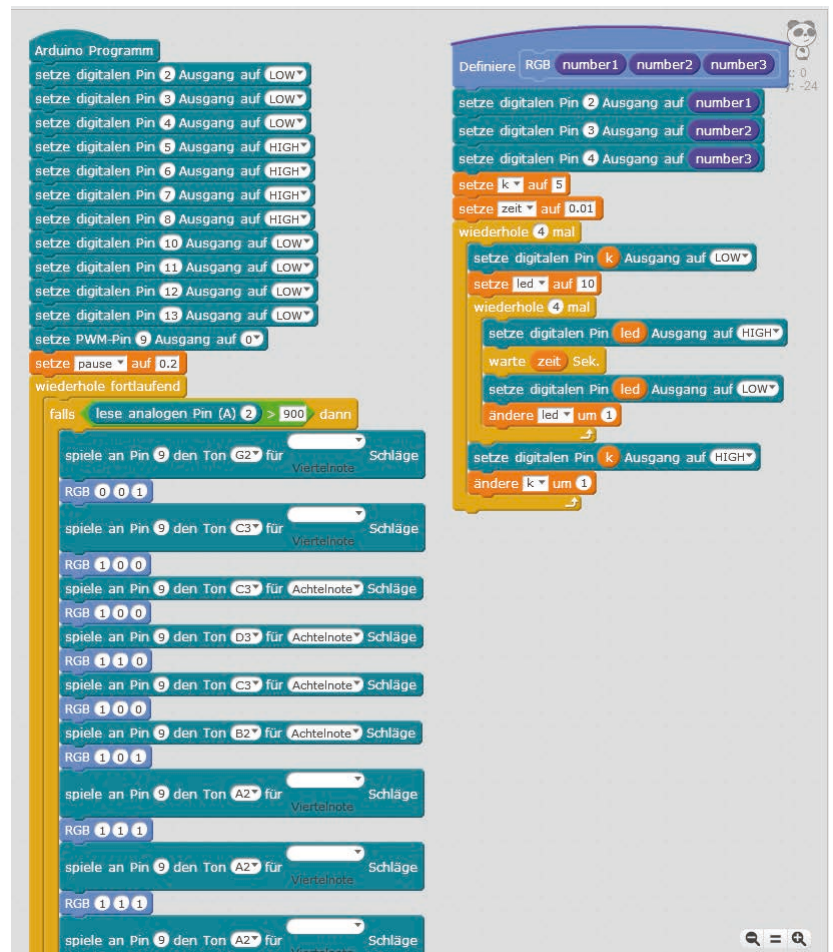 Arduino Programm
setze digitalen Pin 2 Ausgang auf LOW
setze digitalen Pin 3 Ausgang auf LOW
setze digitalen Pin 4 Ausgang auf LOW
setze digitalen Pin 5 Ausgang auf HIGH
setze digitalen Pin 6 Ausgang auf HIGH
setze digitalen Pin 7 Ausgang auf HIGH
setze digitalen Pin 8 Ausgang auf HIGH
setze digitalen Pin 10 Ausgang auf LOW
setze digitalen Pin 11 Ausgang auf LOW
setze digitalen Pin 12 Ausgang auf LOW
setze digitalen Pin 13 Ausgang auf LOW
setze PWM-Pin 9 Ausgang auf 0
setze pause auf 0.2
wiederhole fortlaufend
falls lese analogen Pin (A) 2 > 900 dann
spiele an Pin 9 den Ton G2 für Viertelnote Schläge
RGB 0 0 1
spiele an Pin 9 den Ton C3 für Viertelnote Schläge
RGB 1 0 0
spiele an Pin 9 den Ton C3 für Achtelnote Schläge
RGB 1 0 0
spiele an Pin 9 den Ton D3 für Achtelnote Schläge
RGB 1 1 0
spiele an Pin 9 den Ton C3 für Achtelnote Schläge
RGB 1 0 0
spiele an Pin 9 den Ton B2 für Achtelnote Schläge
RGB 1 0 1
spiele an Pin 9 den Ton A2 für Viertelnote Schläge
RGB 1 1 1
spiele an Pin 9 den Ton A2 für Viertelnote Schläge
RGB 1 1 1
spiele an Pin 9 den Ton A2 für Schläge
Definiere RGB number1 number2 number3
: 0
: -24
setze digitalen Pin 2 Ausgang auf number1
setze digitalen Pin 3 Ausgang auf number2
setze digitalen Pin 4 Ausgang auf number3
setze k auf 5
setze zeit auf 0.01
wiederhole 4 mal
setze digitalen Pin k Ausgang auf LOW
setze led auf 10
wiederhole 4 mal
setze digitalen Pin led Ausgang auf HIGH
warte zeit Sek.
setze digitalen Pin led Ausgang auf LOW
ändere led um 1
setze digitalen Pin k Ausgang auf HIGH
ändere k um 1